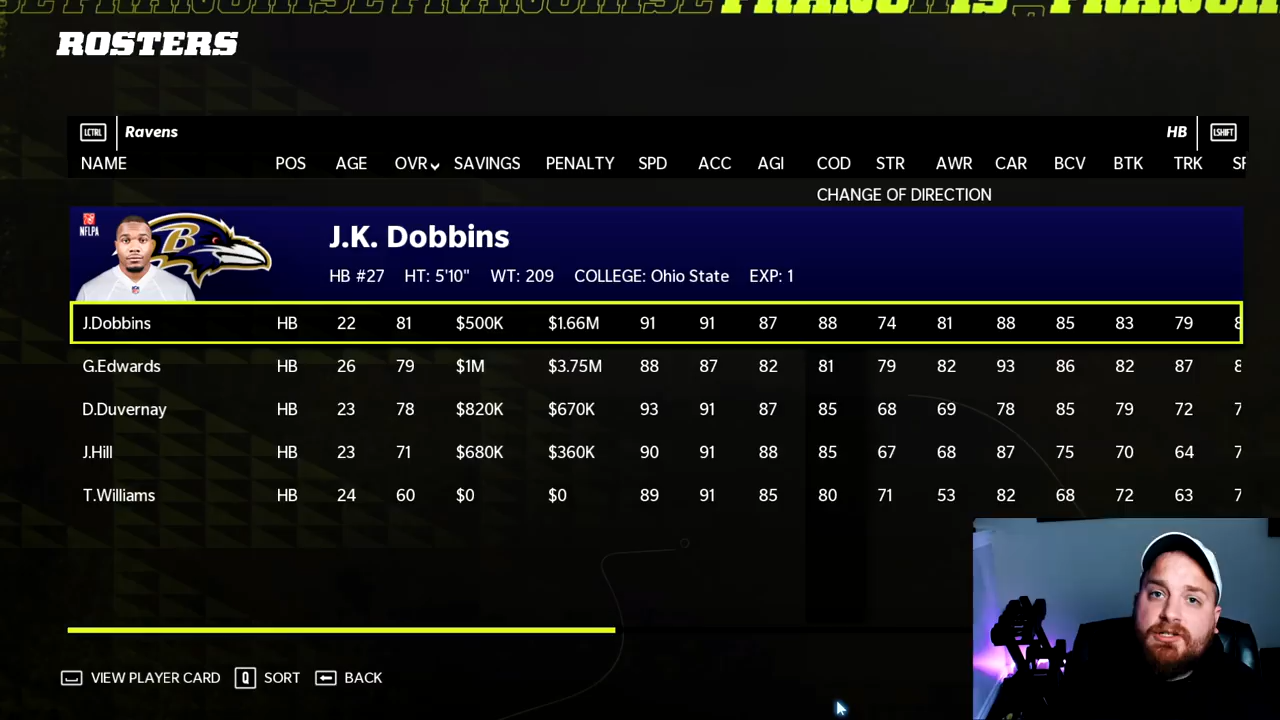 ROSTERS
LCTRL Ravens HB LSHIFT
NAME POS AGE OVR SAVINGS PENALTY SPD ACC AGI COD STR AWR CAR BCV BTK TRK
CHANGE OF DIRECTION
NFLPA
B
J.K. Dobbins
HB #27 HT: 5'10" WT: 209 COLLEGE: Ohio State EXP: 1
J.Dobbins HB 22 81 $500K $1.66M 91 91 87 88 74 81 88 85 83 79
G.Edwards HB 26 79 $1M $3.75M 88 87 82 81 79 82 93 86 82 87
D.Duvernay HB 23 78 $820K $670K 93 91 87 85 68 69 78 85 79 72
J.Hill HB 23 71 $680K $360K 90 91 88 85 67 68 87 75 70 64
T.Williams HB 24 60 $0 $0 89 91 85 80 71 53 82 68 72 63
VIEW PLAYER CARD Q SORT BACK